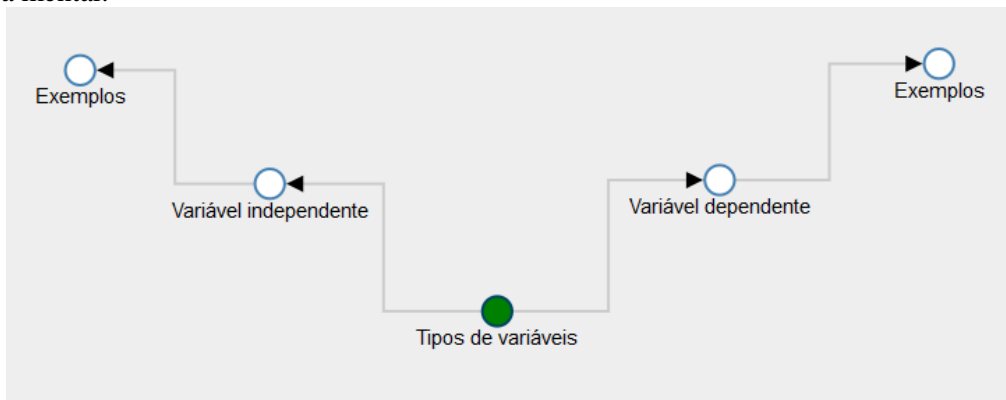 Exemplos
Exemplos
Variável independente
Variável dependente
Tipos de variáveis